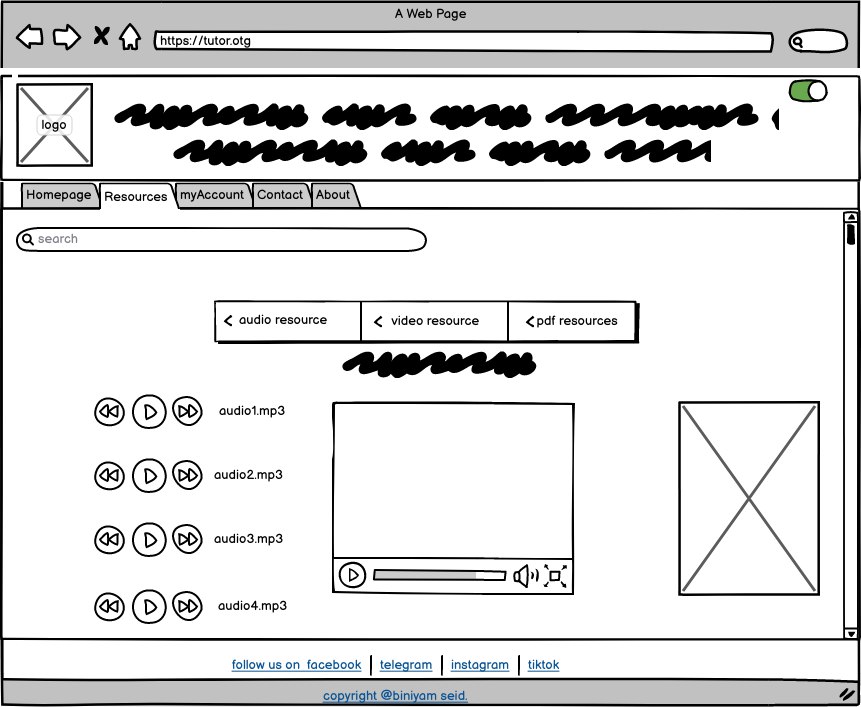 A Web Page
https://tutor.otg
logo
Homepage Resources myAccount Contact About
search
audio resource video resource pdf resources
audio1.mp3
audio2.mp3
audio3.mp3
audio4.mp3
follow us on facebook telegram instagram tiktok
copyright @biniyam seid.